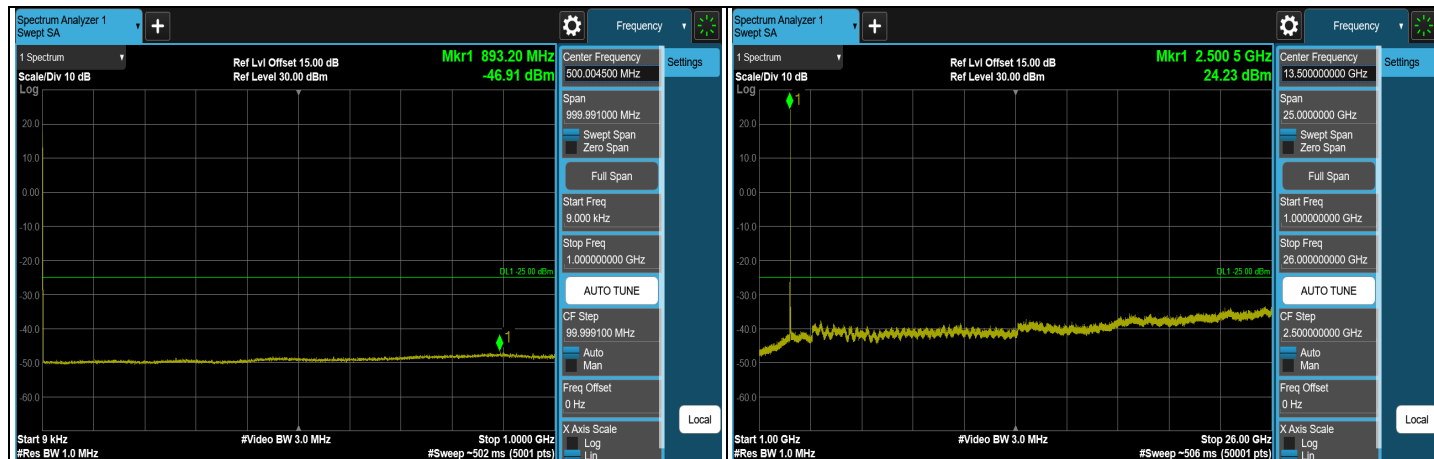 Spectrum Analyzer 1
Swept SA
+
Frequency
1 Spectrum
Scale/Div 10 dB
Log
Ref Lvl Offset 15.00 dB
Ref Level 30.00 dBm
Mkr1 893.20 MHz
-46.91 dBm
20.0
10.0
0.00
-10.0
-20.0
-30.0
-40.0
-50.0
-60.0
DL1 -25.00 dBm
1
Start 9 kHz
#Res BW 1.0 MHz
#Video BW 3.0 MHz
Stop 1.0000 GHz
#Sweep ~502 ms (5001 pts)
Center Frequency
500.004500 MHz
Span
999.991000 MHz
Swept Span
Zero Span
Full Span
Start Freq
9.000 kHz
Stop Freq
1.000000000 GHz
AUTO TUNE
CF Step
99.999100 MHz
Auto
Man
Freq Offset
0 Hz
X Axis Scale
Log
Lin
Settings
Local
Spectrum Analyzer 1
Swept SA
+
Frequency
1 Spectrum
Scale/Div 10 dB
Log
Ref Lvl Offset 15.00 dB
Ref Level 30.00 dBm
Mkr1 2.500 5 GHz
24.23 dBm
1
20.0
10.0
0.00
-10.0
-20.0
-30.0
-40.0
-50.0
-60.0
DL1 -25.00 dBm
Start 1.00 GHz
#Res BW 1.0 MHz
#Video BW 3.0 MHz
Stop 26.00 GHz
#Sweep ~506 ms (50001 pts)
Center Frequency
13.500000000 GHz
Span
25.0000000 GHz
Swept Span
Zero Span
Full Span
Start Freq
1.000000000 GHz
Stop Freq
26.000000000 GHz
AUTO TUNE
CF Step
2.500000000 GHz
Auto
Man
Freq Offset
0 Hz
X Axis Scale
Log
Lin
Settings
Local